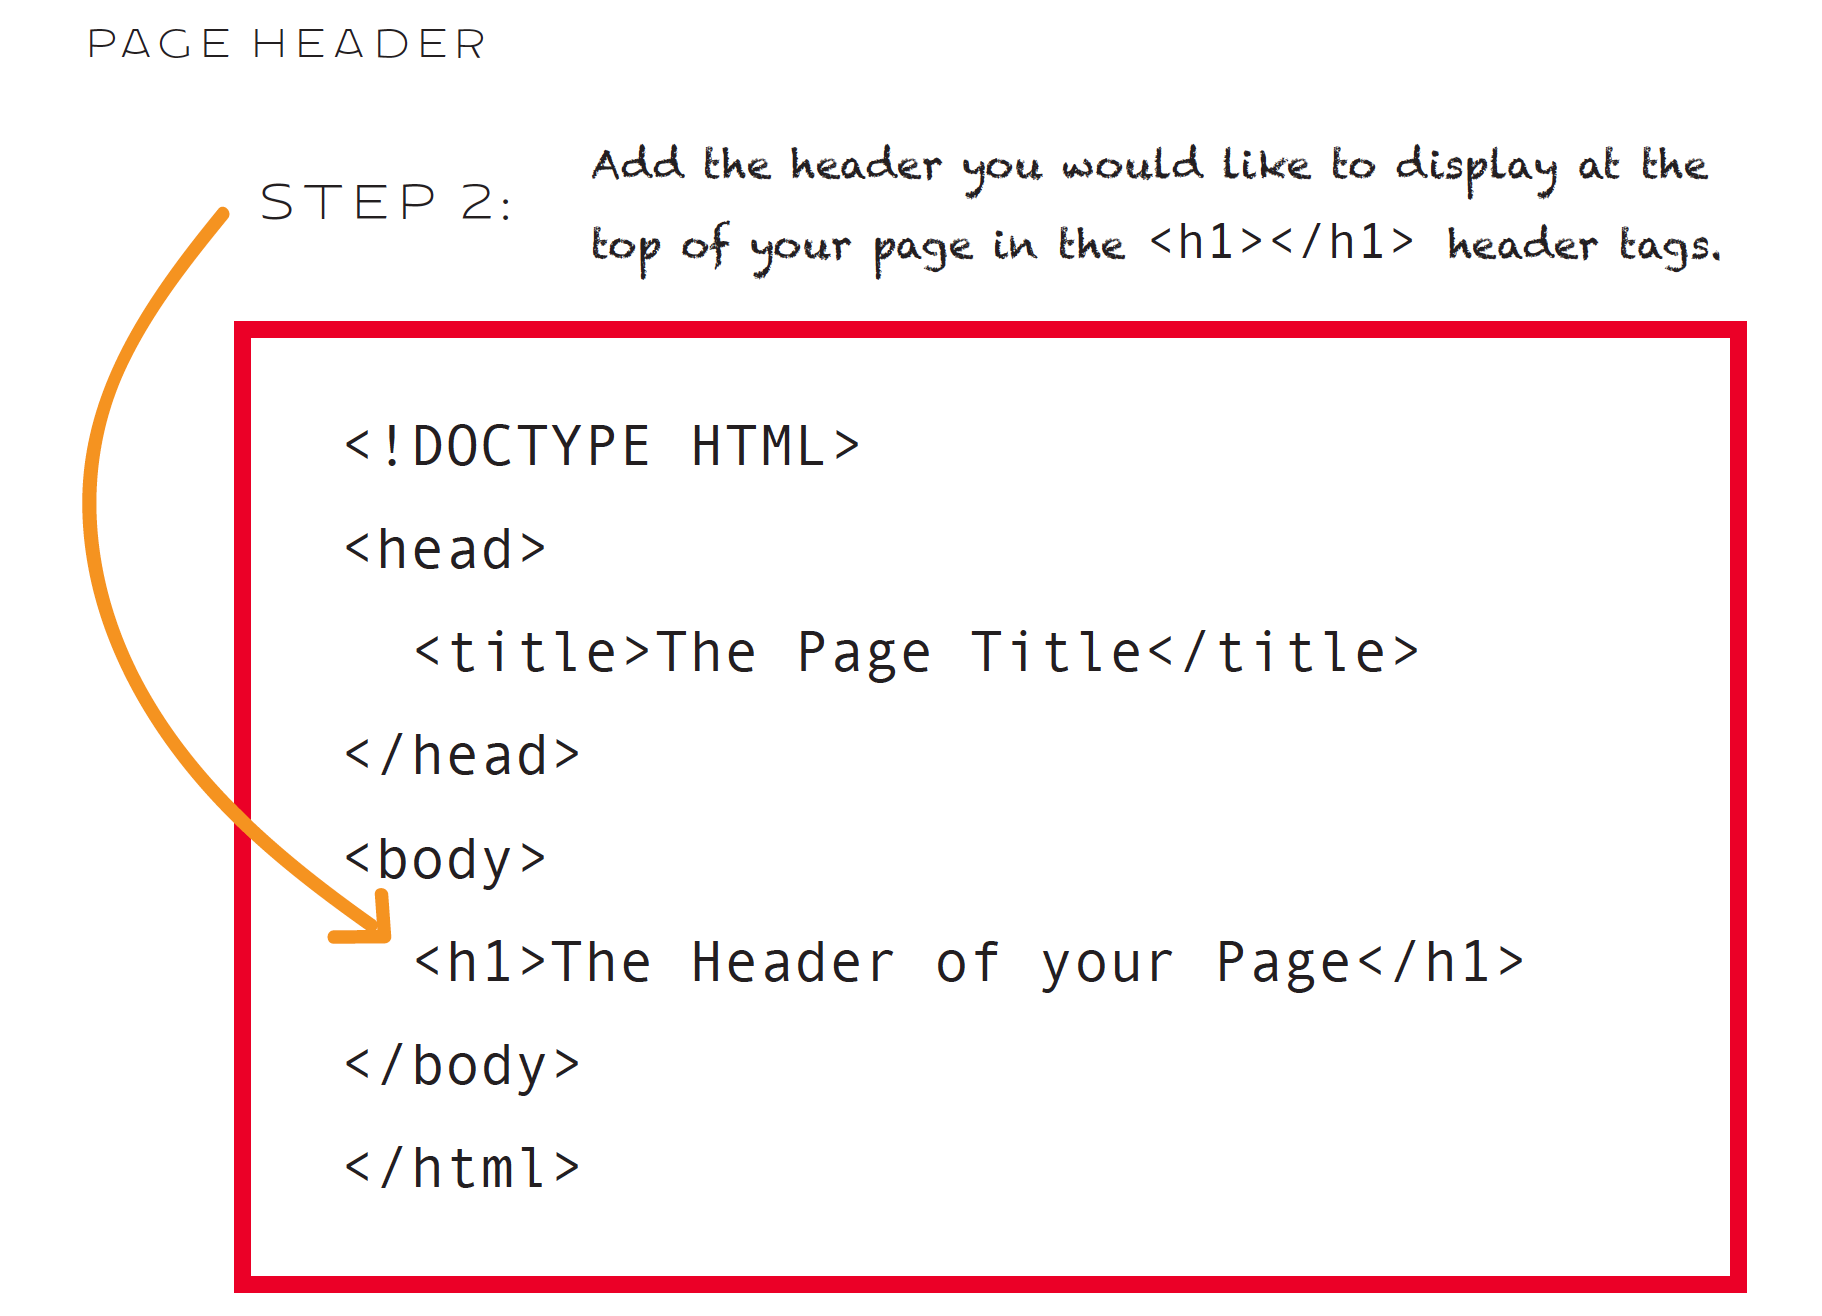 PAGE HEADER
STEP 2:
Add the header you would like to display at the
top of your page in the <h1></h1> header tags.
<!DOCTYPE HTML>
<head>
<title>The Page Title</title>
</head>
<body>
<h1>The Header of your Page</h1>
</body>
</html>